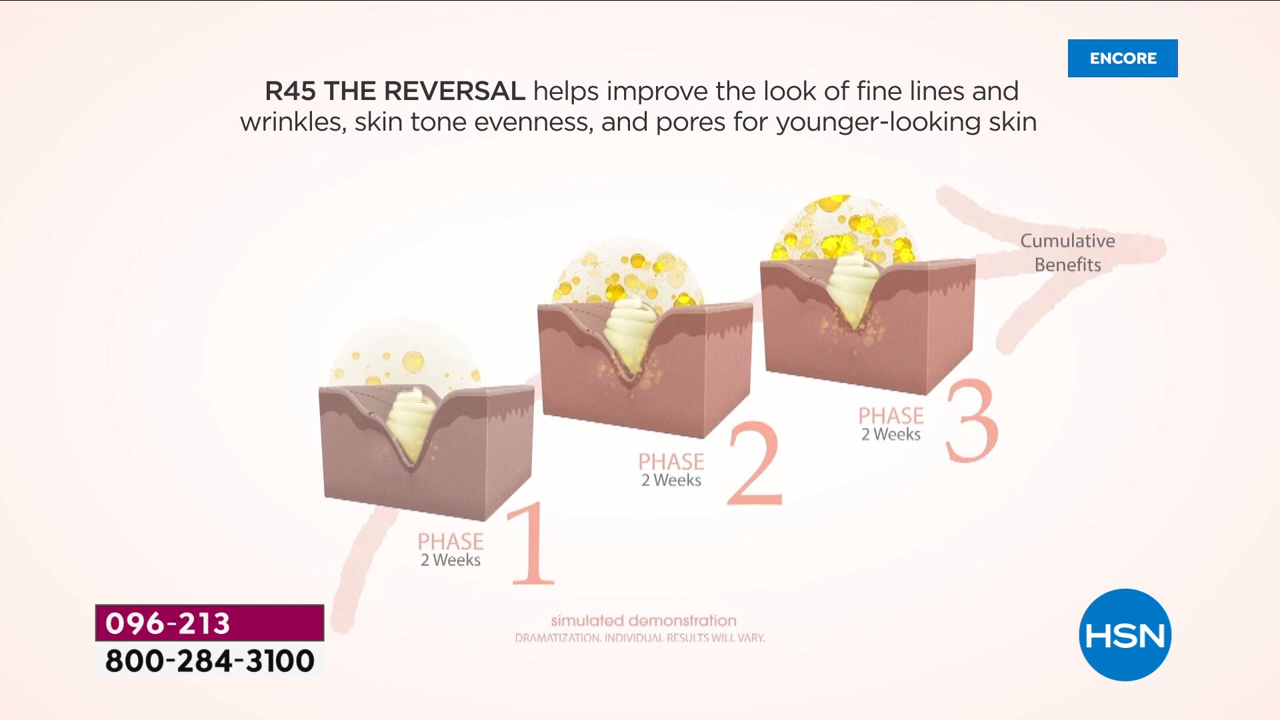 ENCORE
R45 THE REVERSAL helps improve the look of fine lines and
wrinkles, skin tone evenness, and pores for younger-looking skin
Cumulative
Benefits
PHASE
2 Weeks
3
PHASE
2 Weeks
2
PHASE
2 Weeks
1
simulated demonstration
DRAMATIZATION. INDIVIDUAL RESULTS WILL VARY.
096-213
800-284-3100
HSN